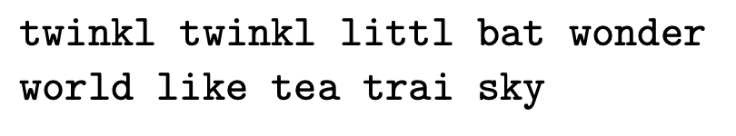 twinkl twinkl littl bat wonder
world like tea trai sky